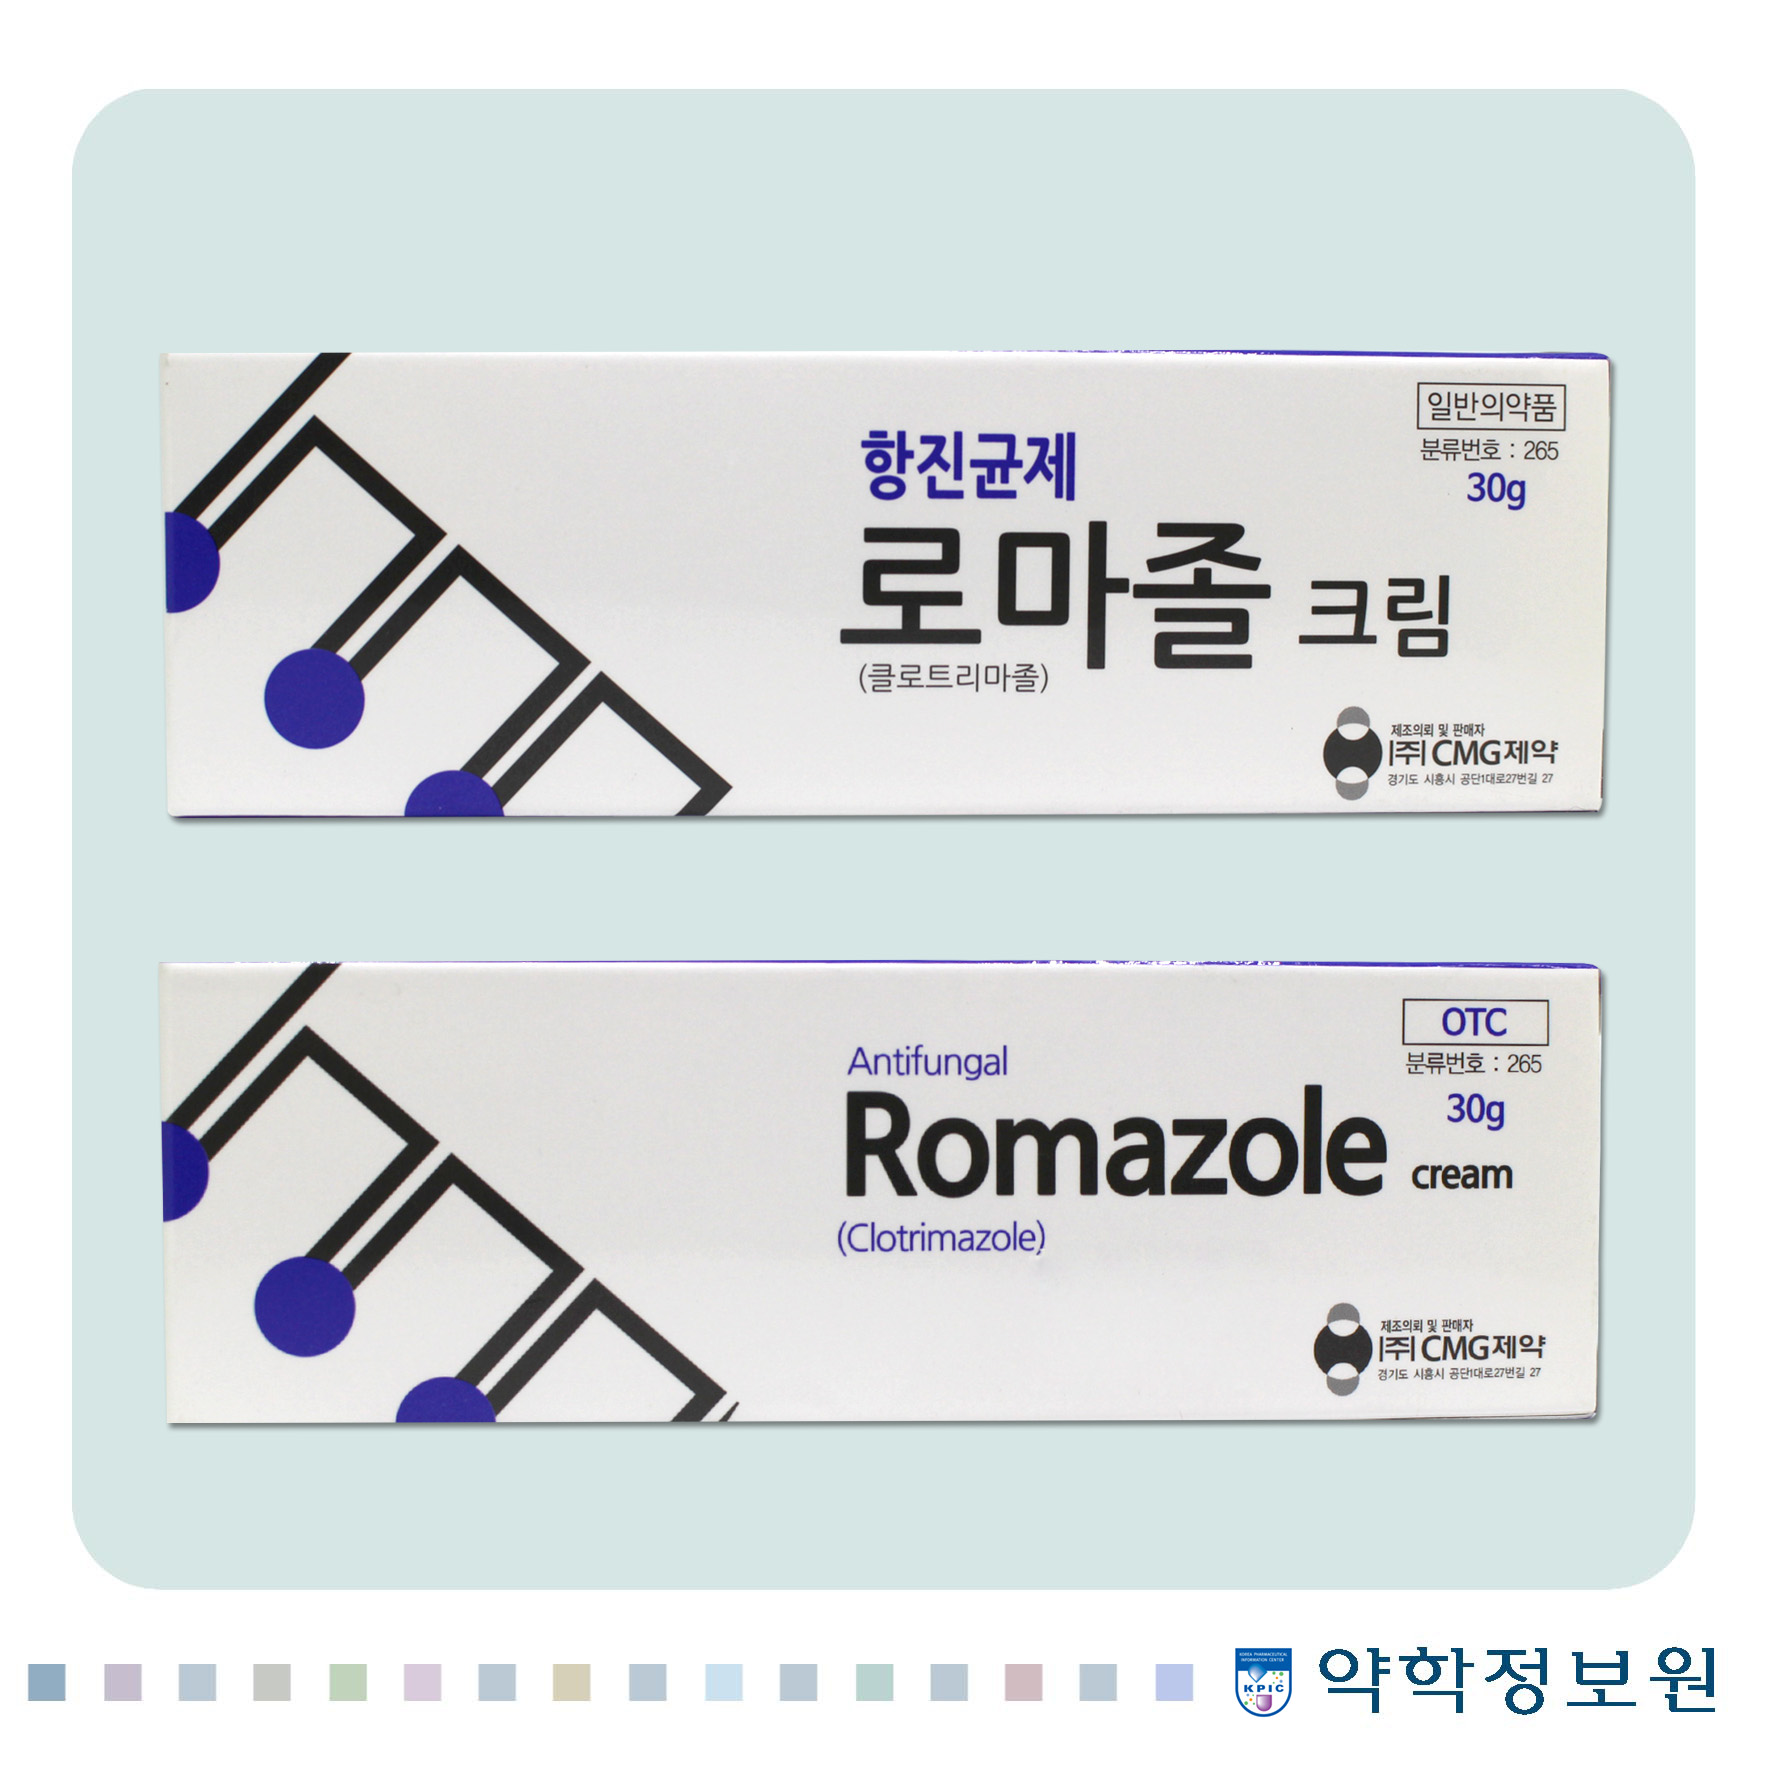 일반의약품
분류번호 : 265
30g
항진균제
로마졸 크림
(클로트리마졸)
제조의뢰 및 판매자
(주) CMG제약
경기도 시흥시 공단1대로27번길 27
OTC
분류번호 : 265
30g
Antifungal
Romazole cream
(Clotrimazole)
제조의뢰 및 판매자
(주) CMG제약
경기도 시흥시 공단1대로27번길 27
KOREA PHARMACEUTICAL
INFORMATION CENTER
KPIC
약학정보원